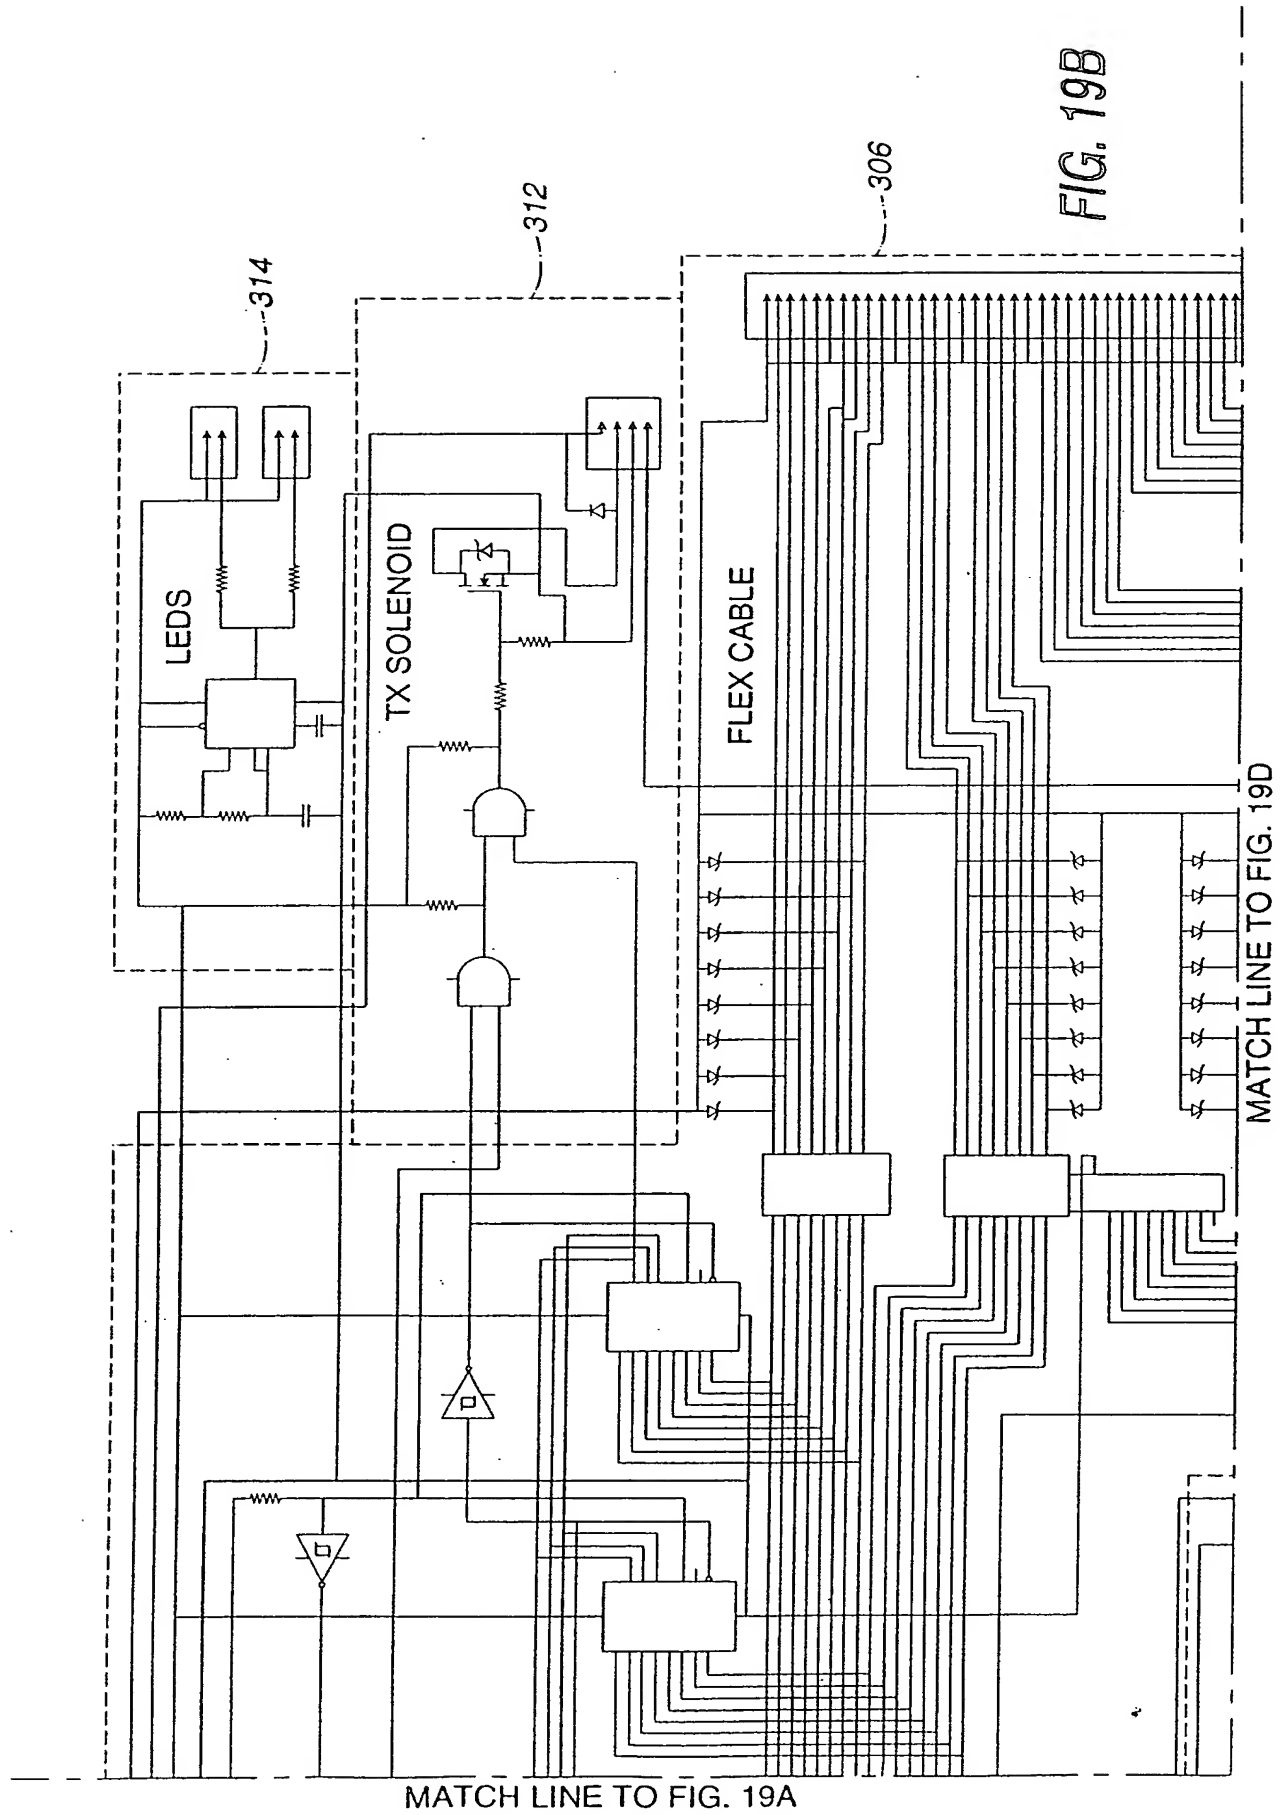 314
LEDS
312
TX SOLENOID
306
FLEX CABLE
FIG. 19B
MATCH LINE TO FIG. 19D
MATCH LINE TO FIG. 19A